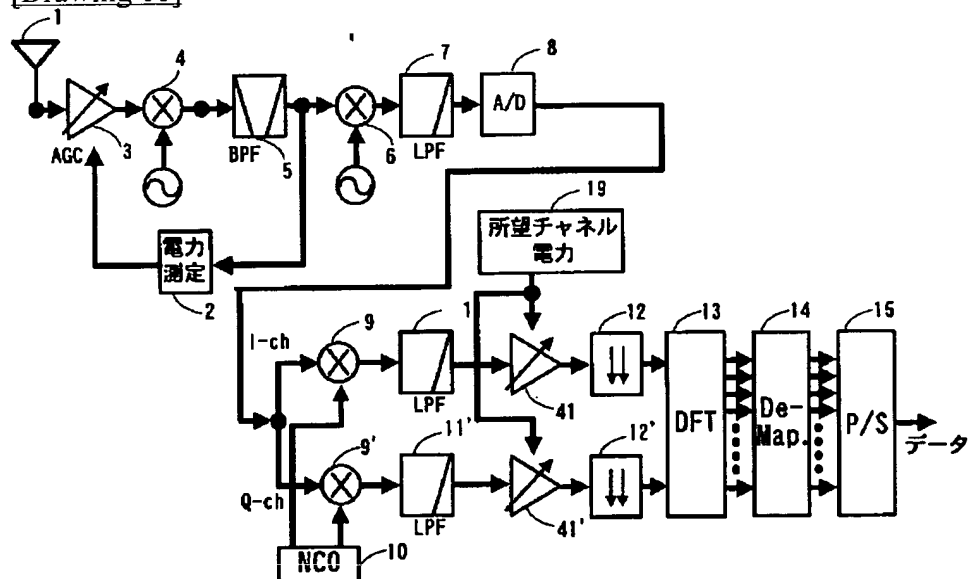 1
4
7
8
A/D
3
AGC
BPF
5
6
LPF
19
所望チャネル
電力
電力
測定
2
I-ch
9
1
12
13
14
15
LPF
41
DFT
De-
Map.
P/S
データ
9'
11'
12'
Q-ch
LPF
41'
NCO
10